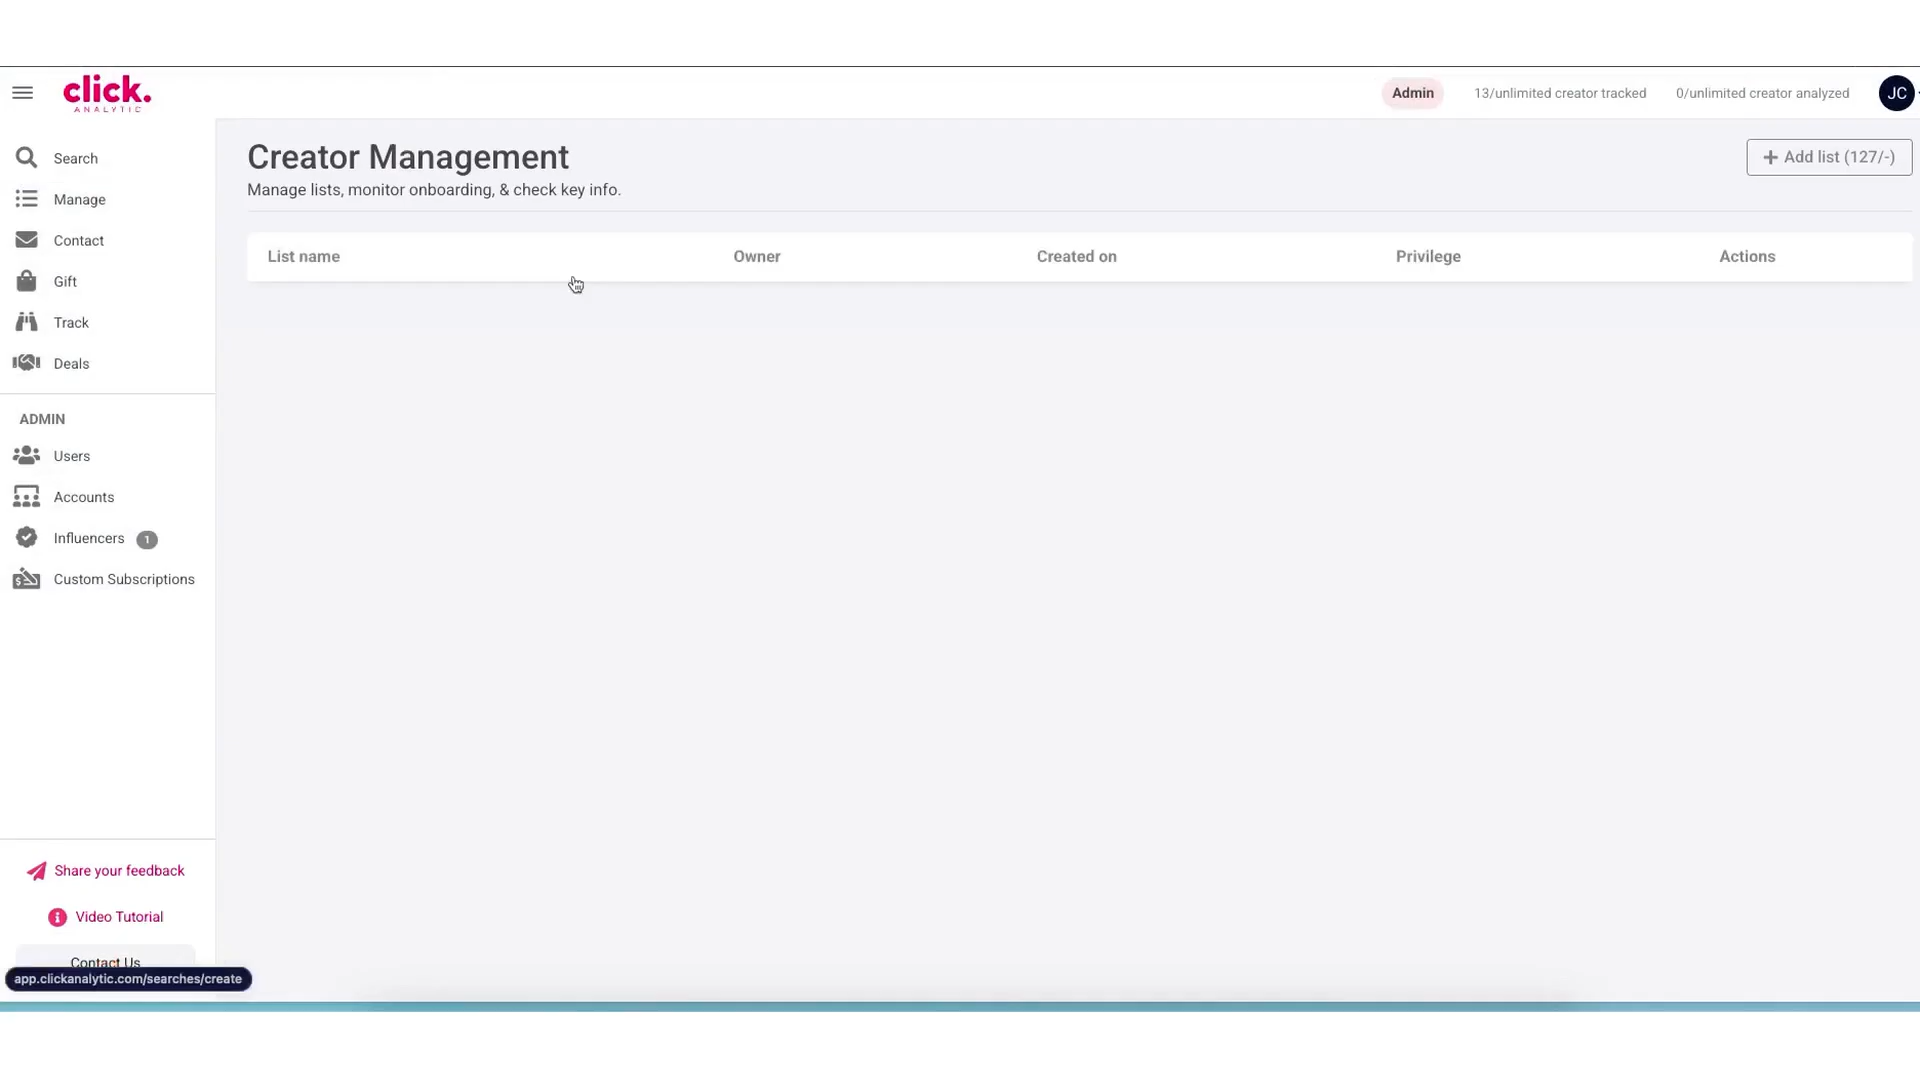 click.
ANALYTIC
Admin
13/unlimited creator tracked
0/unlimited creator analyzed
JC
Search
Manage
Contact
Gift
Track
Deals
ADMIN
Users
Accounts
Influencers 1
Custom Subscriptions
Share your feedback
Video Tutorial
Contact Us
app.clickanalytic.com/searches/create
Creator Management
Manage lists, monitor onboarding, & check key info.
+ Add list (127/-)
List name Owner Created on Privilege Actions